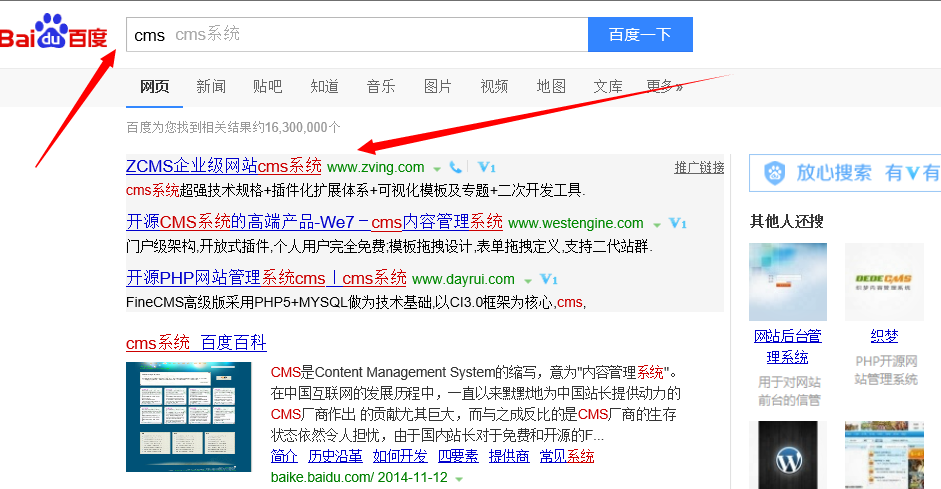 Baidu百度
cms cms系统
百度一下
网页 新闻 贴吧 知道 音乐 图片 视频 地图 文库 更多»
百度为您找到相关结果约16,300,000个
ZCMS企业级网站cms系统 www.zving.com V1 推广链接
cms系统超强技术规格+插件化扩展体系+可视化模板及专题+二次开发工具.
开源CMS系统的高端产品-We7 –cms内容管理系统 www.westengine.com V1
门户级架构,开放式插件,个人用户完全免费;模板拖拽设计,表单拖拽定义,支持二代站群.
开源PHP网站管理系统cms丨cms系统 www.dayrui.com V1
FineCMS高级版采用PHP5+MYSQL做为技术基础,以CI3.0框架为核心,cms,
cms系统_百度百科
CMS是Content Management System的缩写，意为"内容管理系统"。
在中国互联网的发展历程中，一直以来默默地为中国站长提供动力的
CMS厂商作出 的贡献尤其巨大，而与之成反比的是CMS厂商的生存
状态依然令人担忧，由于国内站长对于免费和开源的F...
简介 历史沿革 如何开发 四要素 提供商 常见系统
baike.baidu.com/ 2014-11-12
放心搜索 有V有
其他人还搜
DEDECMS
织梦内容管理系统
网站后台管
理系统
用于对网站
前台的信管
织梦
PHP开源网
站管理系统
W